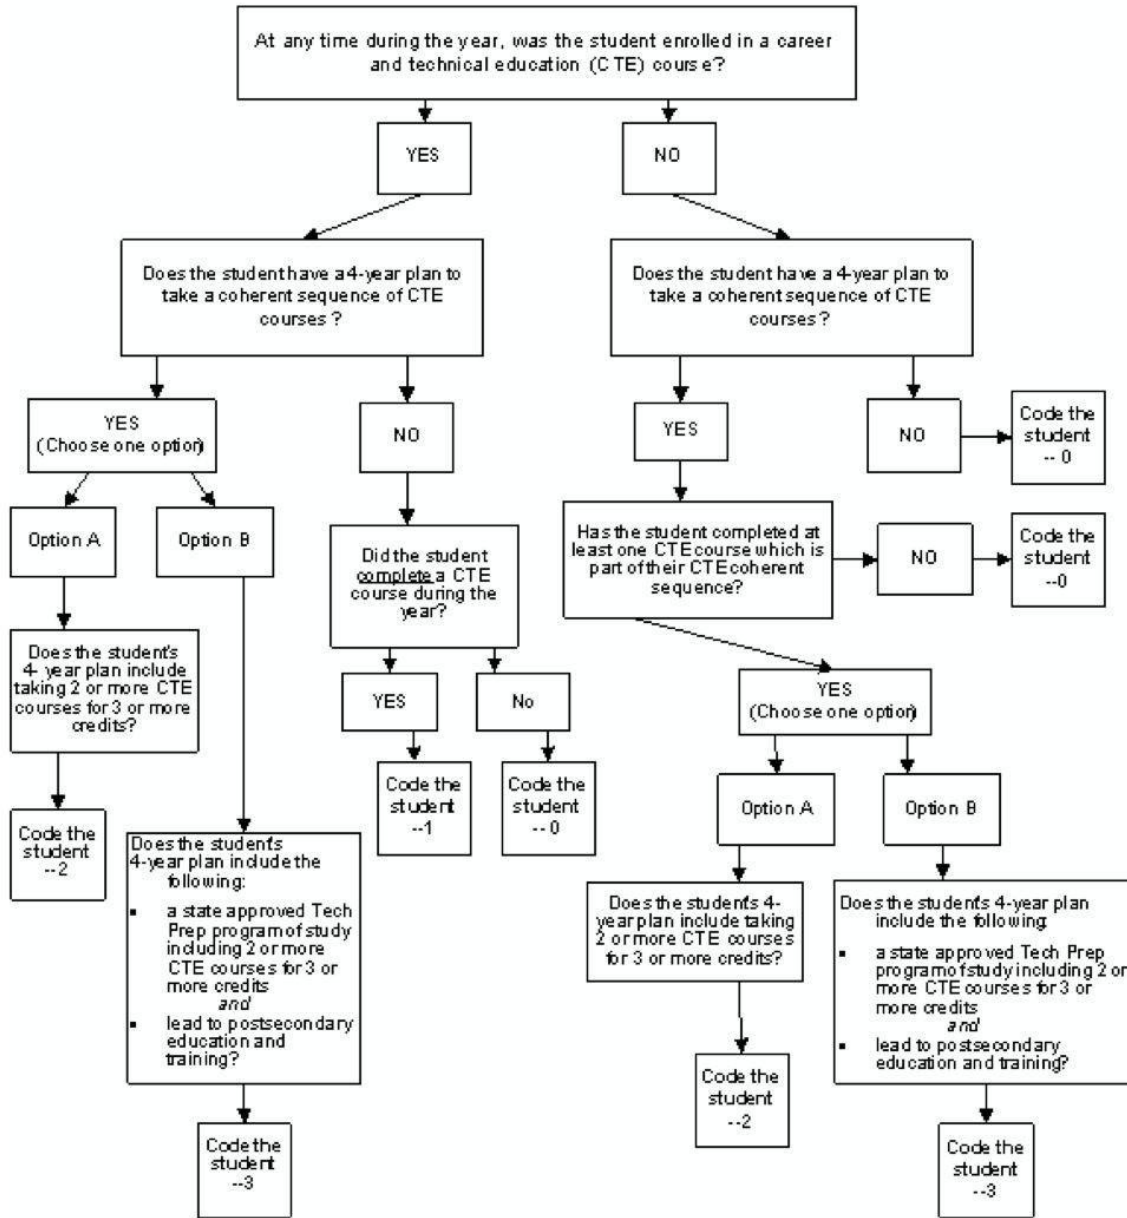 At any time during the year, was the student enrolled in a career
and technical education (CTE) course?
YES
NO
Does the student have a 4-year plan to
take a coherent sequence of CTE
courses ?
Does the student have a 4-year plan to
take a coherent sequence of CTE
courses?
YES
(Choose one option)
NO
YES
NO
Code the
student
-- 0
Option A
Option B
Did the student
complete a CTE
course during the
year?
Has the student completed at
least one CTE course which is
part of their CTE coherent
sequence?
NO
Code the
student
--0
Does the student's
4- year plan include
taking 2 or more CTE
courses for 3 or more
credits?
YES
No
YES
(Choose one option)
Code the
student
--2
Code the
student
--1
Code the
student
-- 0
Option A
Option B
Does the student's
4-year plan include the
following:
▪ a state approved Tech
Prep program of study
including 2 or more
CTE courses for 3 or
more credits
and
▪ lead to postsecondary
education and
training?
Does the student's 4-
year plan include taking
2 or more CTE courses
for 3 or more credits?
Does the student's 4-year plan
include the following:
▪ a state approved Tech Prep
program of study including 2 or
more CTE courses for 3 or
more credits
and
▪ lead to postsecondary
education and training?
Code the
student
--3
Code the
student
--2
Code the
student
--3